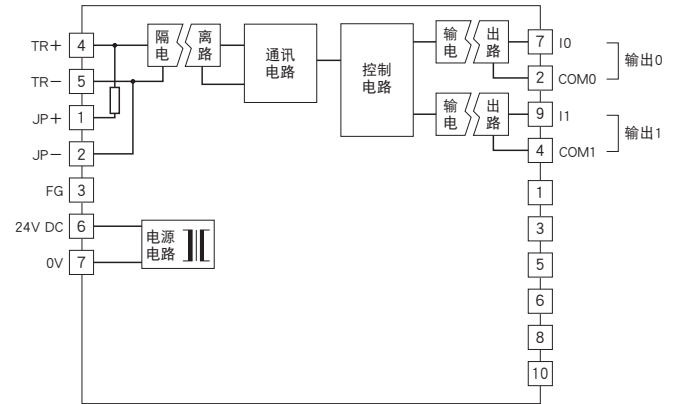 TR+ 4
TR− 5
JP+ 1
JP− 2
FG 3
24V DC 6
0V 7
隔离
电路
通讯
电路
控制
电路
输出
电路
7 I0
2 COM0
输出0
输出
电路
9 I1
4 COM1
输出1
电源
电路
1
3
5
6
8
10